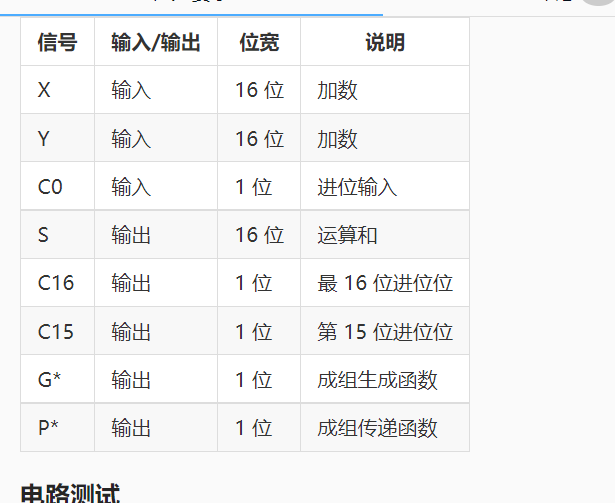 信号 输入/输出 位宽 说明
X 输入 16 位 加数
Y 输入 16 位 加数
C0 输入 1 位 进位输入
S 输出 16 位 运算和
C16 输出 1 位 最 16 位进位位
C15 输出 1 位 第 15 位进位位
G* 输出 1 位 成组生成函数
P* 输出 1 位 成组传递函数
电路测试